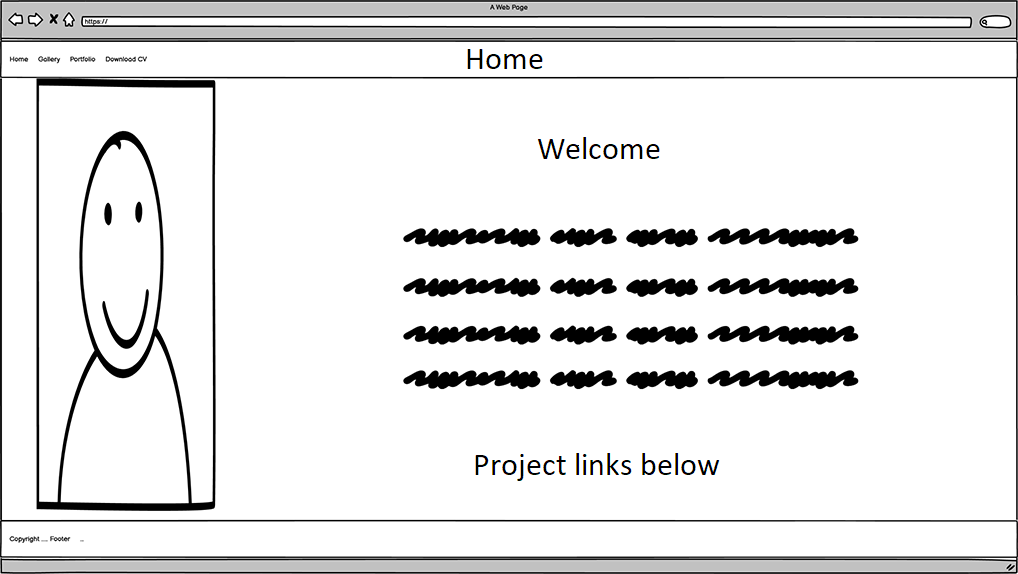 A Web Page
https://
Home Gallery Portfolio Download CV
Home
Welcome
Project links below
Copyright .... Footer ...